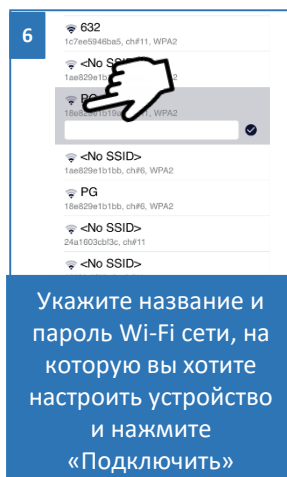 6
632
1c7ee5946ba5, ch#11, WPA2
<No SSID>
PG
WPA2
<No SSID>
1ae829e1b1bb, ch#6, WPA2
PG
18e829e1b1bb, ch#6, WPA2
<No SSID>
24a1603cbf3c, ch#11
<No SSID>
Укажите название и
пароль Wi-Fi сети, на
которую вы хотите
настроить устройство
и нажмите
«Подключить»